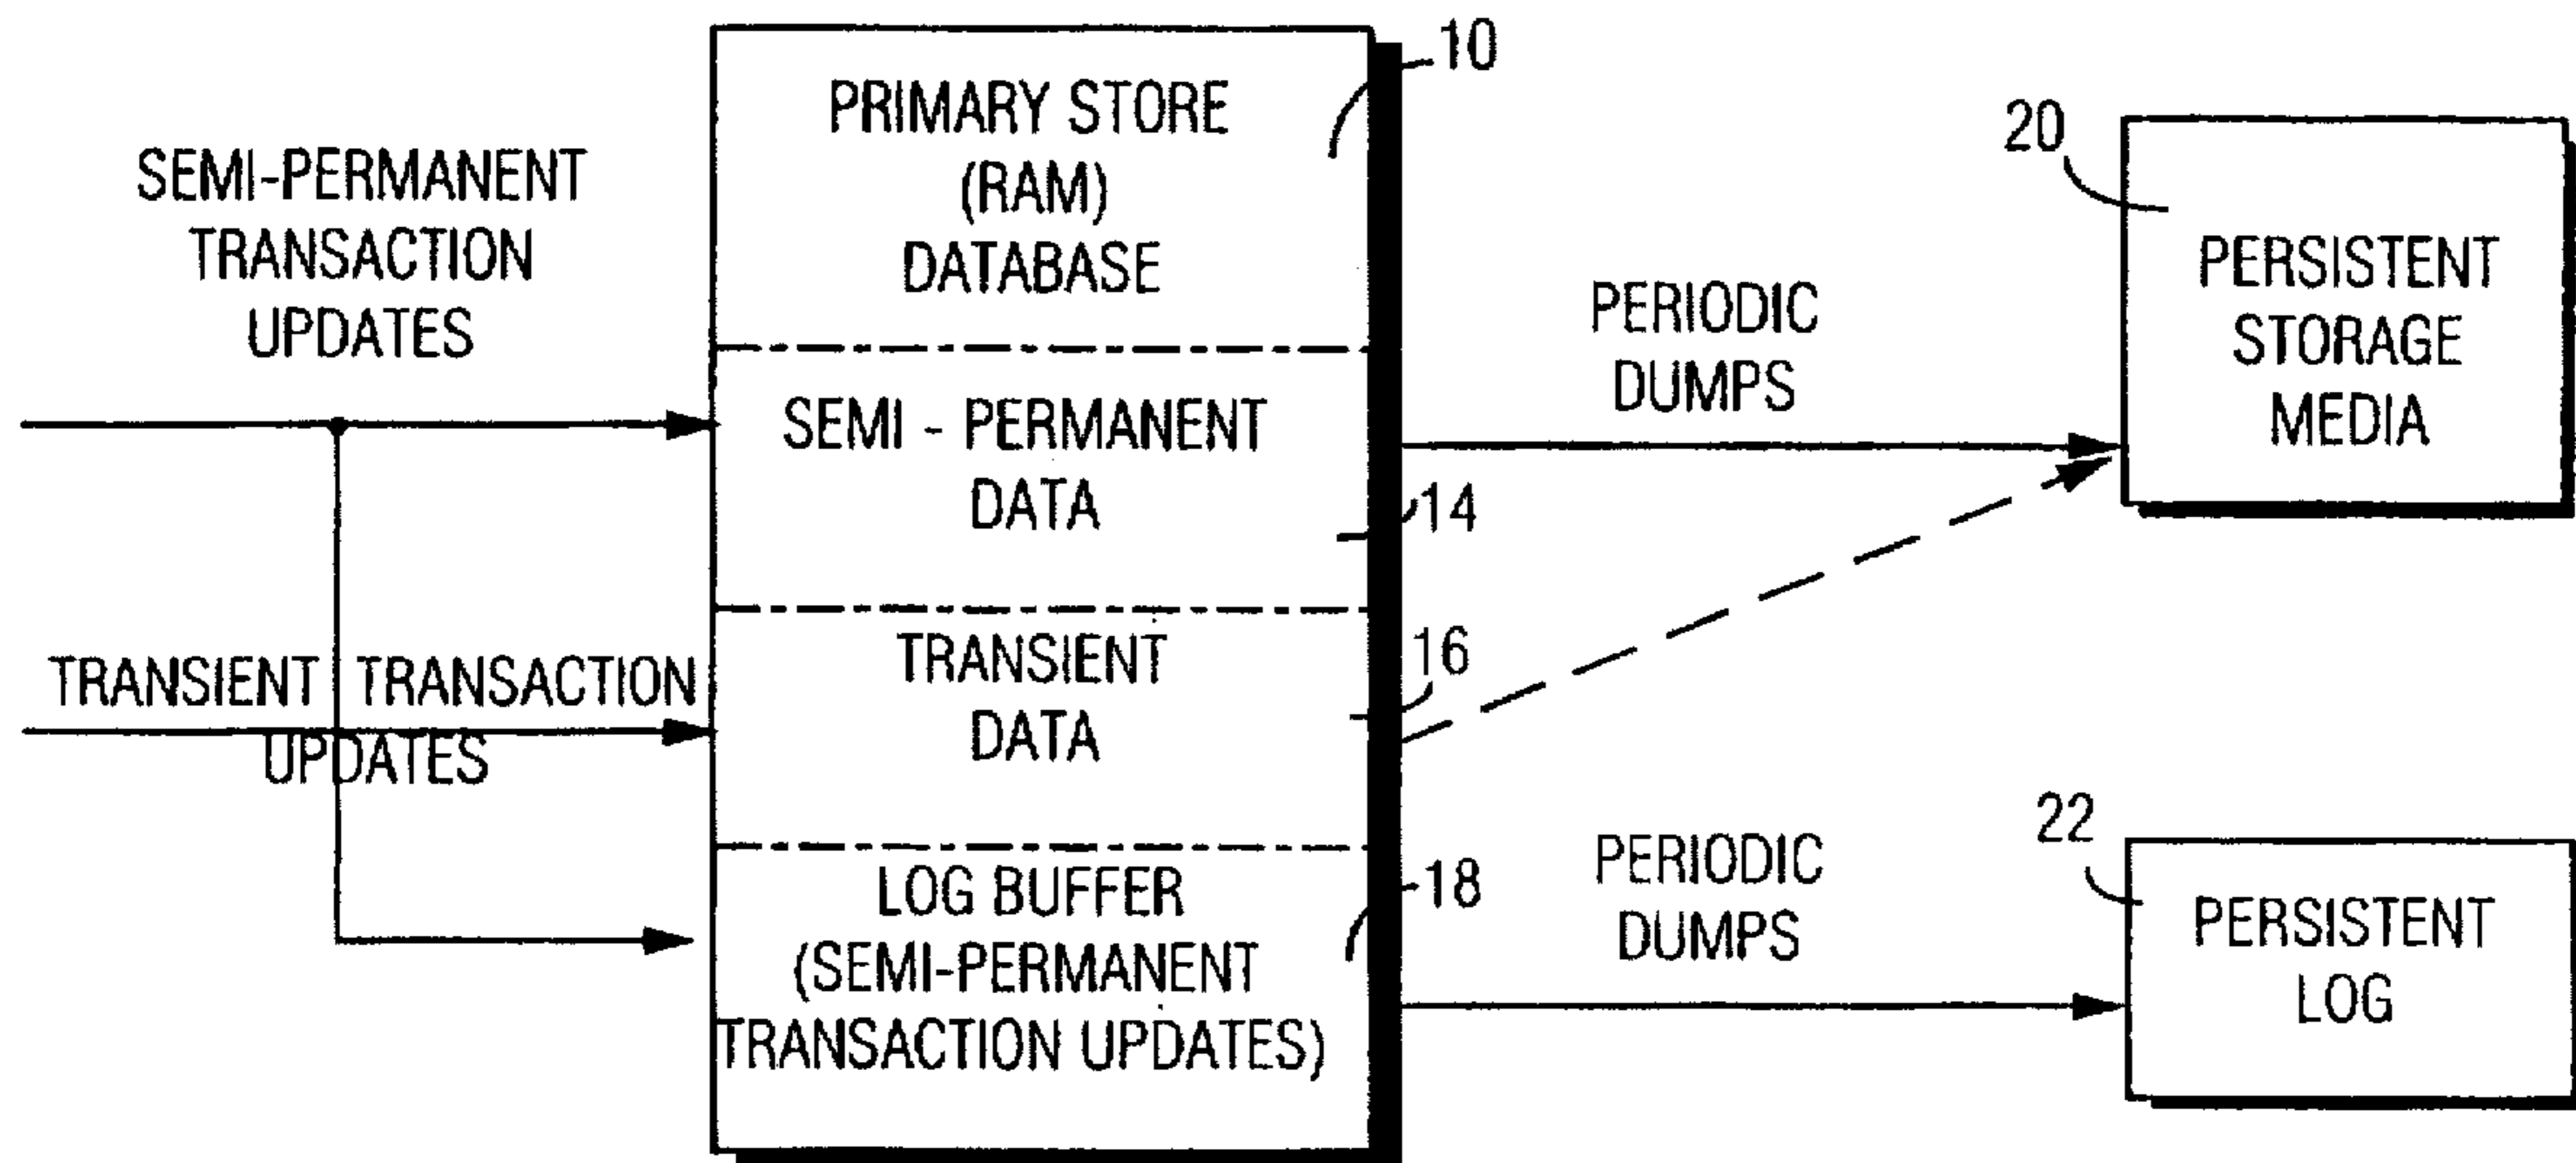 SEMI-PERMANENT
TRANSACTION
UPDATES
TRANSIENT TRANSACTION
UPDATES
10
PRIMARY STORE
(RAM)
DATABASE
SEMI - PERMANENT
DATA
14
TRANSIENT
DATA
16
LOG BUFFER
(SEMI-PERMANENT
TRANSACTION UPDATES)
18
PERIODIC
DUMPS
PERIODIC
DUMPS
20
PERSISTENT
STORAGE
MEDIA
22
PERSISTENT
LOG